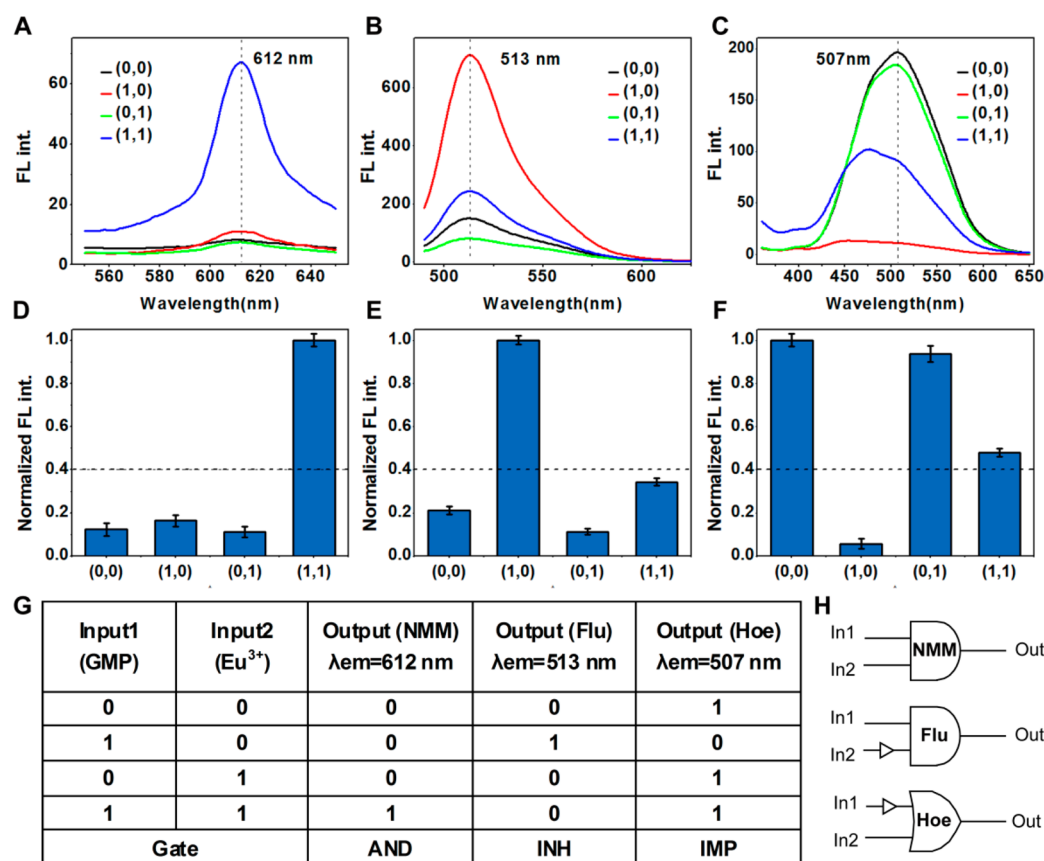 A
612 nm
(0,0)
(1,0)
(0,1)
(1,1)
FL int.
60
40
20
0
560
580
600
620
640
Wavelength(nm)
B
513 nm
(0,0)
(1,0)
(0,1)
(1,1)
FL int.
600
400
200
0
500
550
600
Wavelength(nm)
C
507nm
(0,0)
(1,0)
(0,1)
(1,1)
FL int.
200
150
100
50
0
400
450
500
550
600
650
Wavelength(nm)
D
Normalized FL int.
1.0
0.8
0.6
0.4
0.2
0.0
(0,0)
(1,0)
(0,1)
(1,1)
E
Normalized FL int.
1.0
0.8
0.6
0.4
0.2
0.0
(0,0)
(1,0)
(0,1)
(1,1)
F
Normalized FL int.
1.0
0.8
0.6
0.4
0.2
0.0
(0,0)
(1,0)
(0,1)
(1,1)
G
Input1 Input2 Output (NMM) Output (Flu) Output (Hoe)
(GMP) (Eu³⁺) λem=612 nm λem=513 nm λem=507 nm
0 0 0 0 1
1 0 0 1 0
0 1 0 0 1
1 1 1 0 1
Gate AND INH IMP
H
In1
In2
NMM
Out
In1
In2
Flu
Out
In1
In2
Hoe
Out